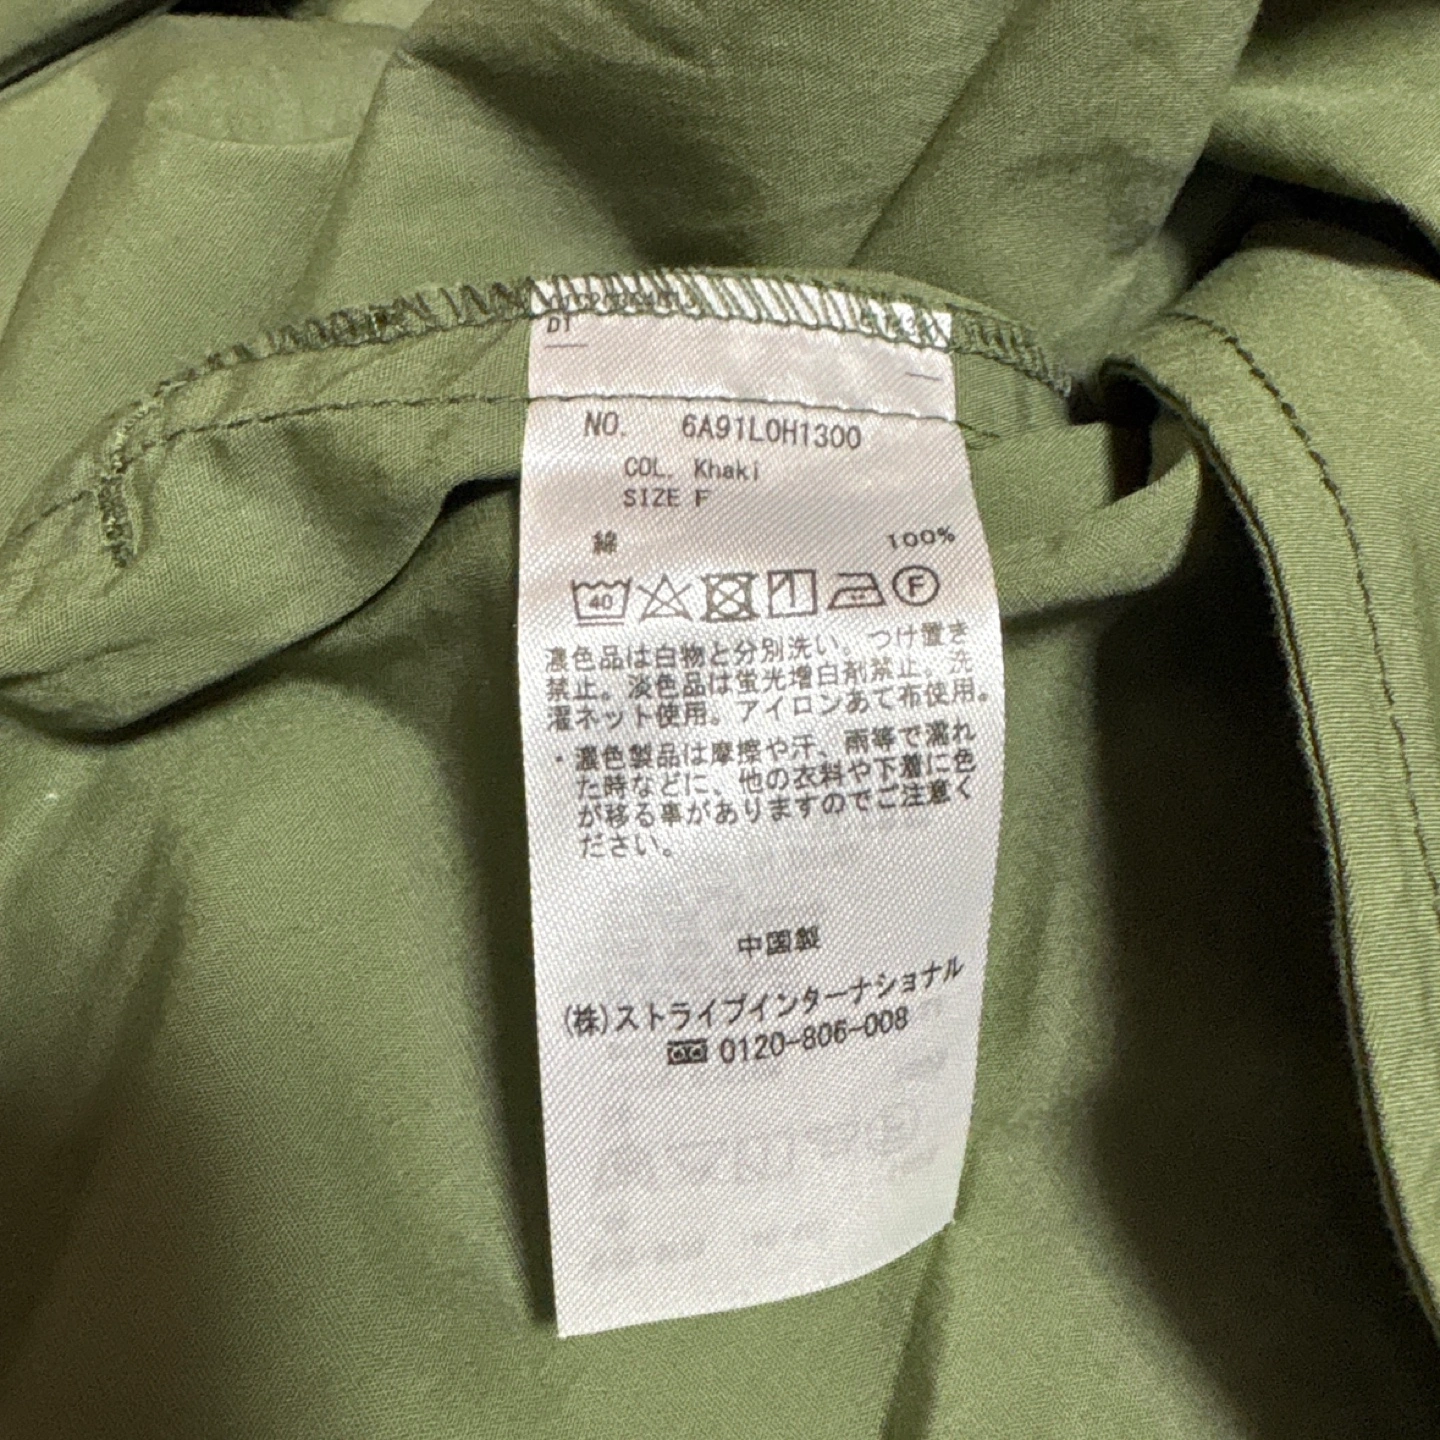 D1
NO. 6A91L0H1300
COL. Khaki
SIZE F
綿 100%
40
F
濃色品は白物と分別洗い。つけ置き
禁止。淡色品は蛍光増白剤禁止。洗
濯ネット使用。アイロンあて布使用。
・濃色製品は摩擦や汗、雨等で濡れ
た時などに、他の衣料や下着に色
が移る事がありますのでご注意く
ださい。
中国製
(株)ストライプインターナショナル
0120-806-008